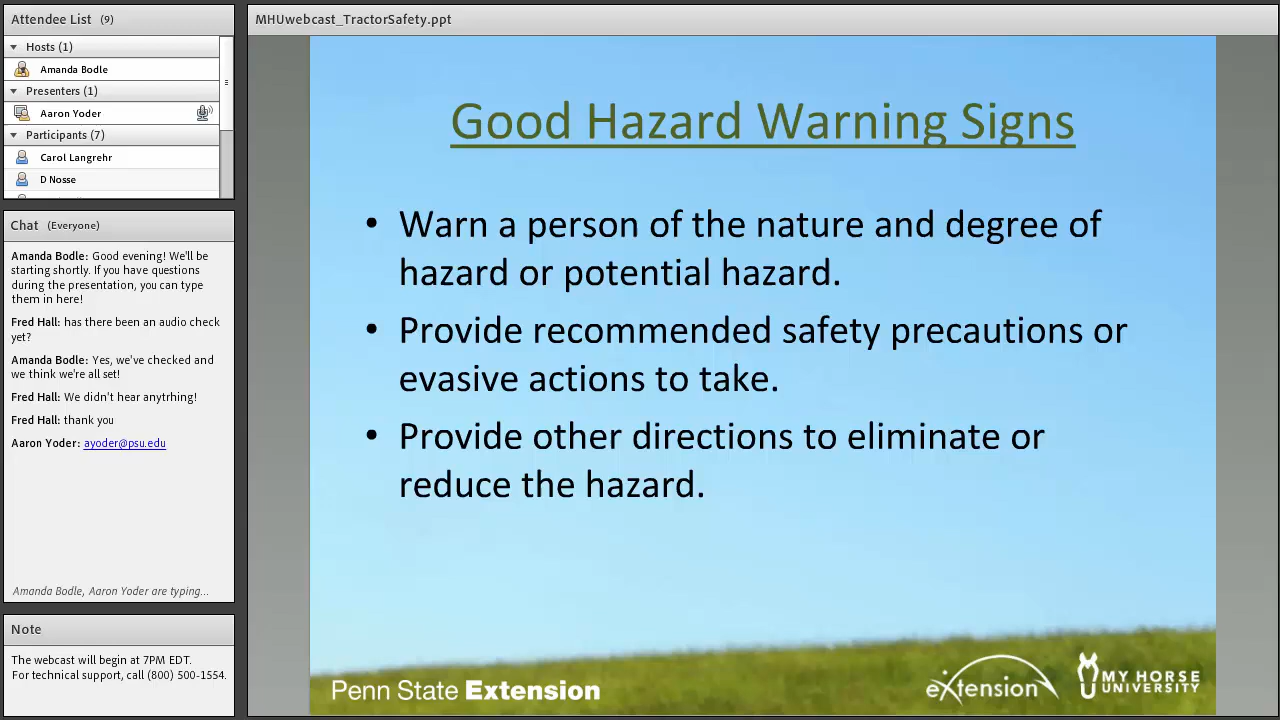 Attendee List (9)
Hosts (1)
Amanda Bodle
Presenters (1)
Aaron Yoder
Participants (7)
Carol Langrehr
D Nosse
Chat (Everyone)
Amanda Bodle: Good evening! We'll be
starting shortly. If you have questions
during the presentation, you can type
them in here!
Fred Hall: has there been an audio check
yet?
Amanda Bodle: Yes, we've checked and
we think we're all set!
Fred Hall: We didn't hear anytrhing!
Fred Hall: thank you
Aaron Yoder: ayoder@psu.edu
Amanda Bodle, Aaron Yoder are typing...
Note
The webcast will begin at 7PM EDT.
For technical support, call (800) 500-1554.
MHUwebcast_TractorSafety.ppt
Good Hazard Warning Signs
• Warn a person of the nature and degree of
hazard or potential hazard.
• Provide recommended safety precautions or
evasive actions to take.
• Provide other directions to eliminate or
reduce the hazard.
Penn State Extension
eXtension
MY HORSE
UNIVERSITY